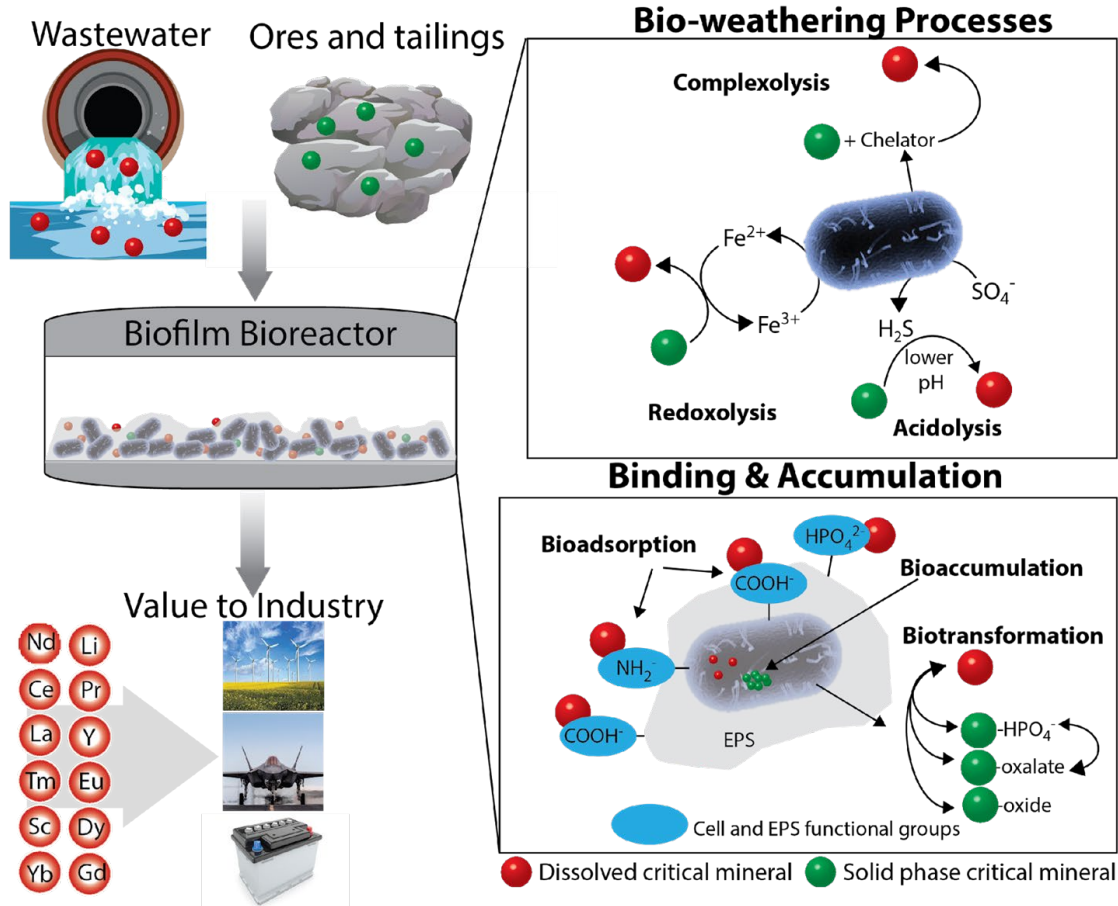 Wastewater
Ores and tailings
Biofilm Bioreactor
Value to Industry
Nd
Li
Ce
Pr
La
Y
Tm
Eu
Sc
Dy
Yb
Gd
Bio-weathering Processes
Complexolysis
+ Chelator
Fe²⁺
Fe³⁺
SO₄⁻
H₂S
lower
pH
Redoxolysis
Acidolysis
Binding & Accumulation
Bioadsorption
HPO₄²⁻
COOH⁻
Bioaccumulation
Biotransformation
NH₂⁻
COOH⁻
EPS
-HPO₄⁻
-oxalate
-oxide
Cell and EPS functional groups
Dissolved critical mineral
Solid phase critical mineral